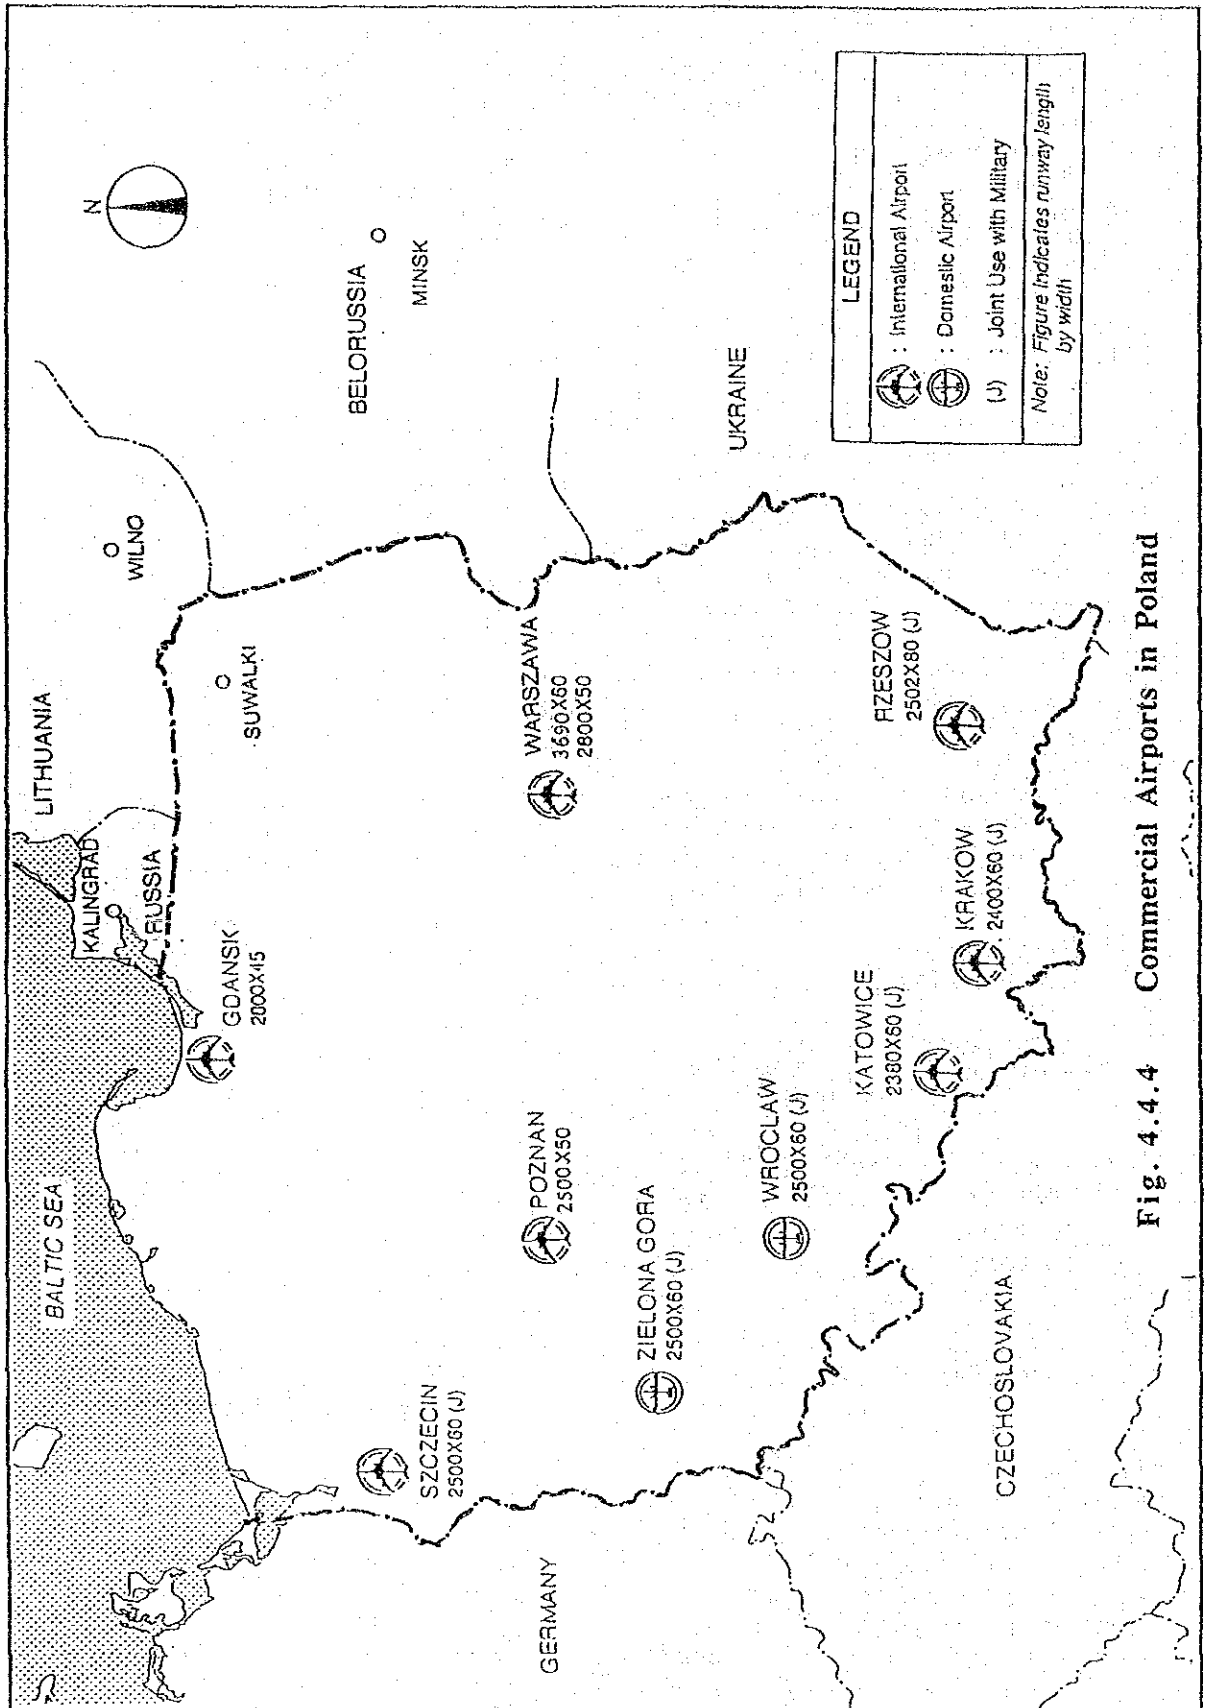 BALTIC SEA
LITHUANIA
KALINGRAD
RUSSIA
WILNO
N
SUWALKI
BELORUSSIA
MINSK
GDANSK
2800X45
SZCZECIN
2500X60 (J)
POZNAN
2500X50
WARSZAWA
3690X60
2800X50
GERMANY
ZIELONA GORA
2500X60 (J)
WROCLAW
2500X60 (J)
UKRAINE
KATOWICE
2380X60 (J)
KRAKOW
2400X60 (J)
RZESZOW
2502X80 (J)
CZECHOSLOVAKIA
LEGEND
: International Airport
: Domestic Airport
(J) : Joint Use with Military
Note: Figure Indicates runway length
by width
Fig. 4.4.4 Commercial Airports in Poland